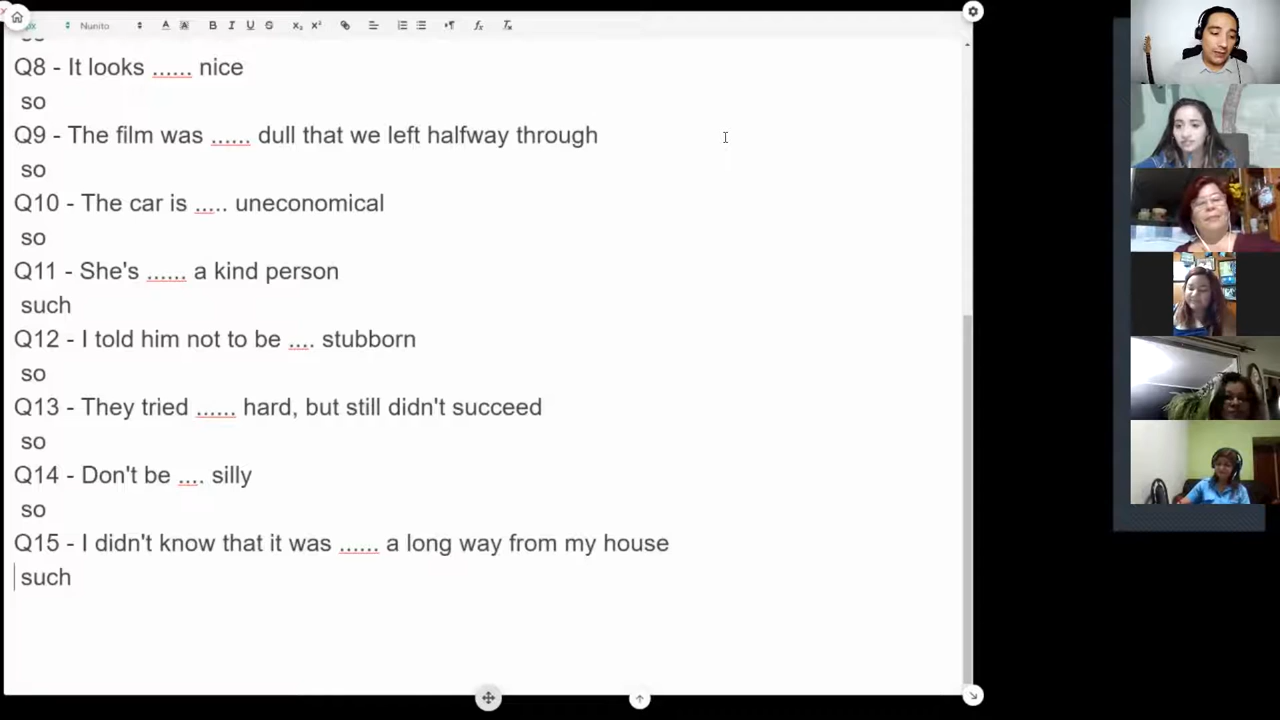 Nunito
Q8 - It looks ...... nice
so
Q9 - The film was ...... dull that we left halfway through
so
Q10 - The car is ..... uneconomical
so
Q11 - She's ...... a kind person
such
Q12 - I told him not to be .... stubborn
so
Q13 - They tried ...... hard, but still didn't succeed
so
Q14 - Don't be .... silly
so
Q15 - I didn't know that it was ...... a long way from my house
such